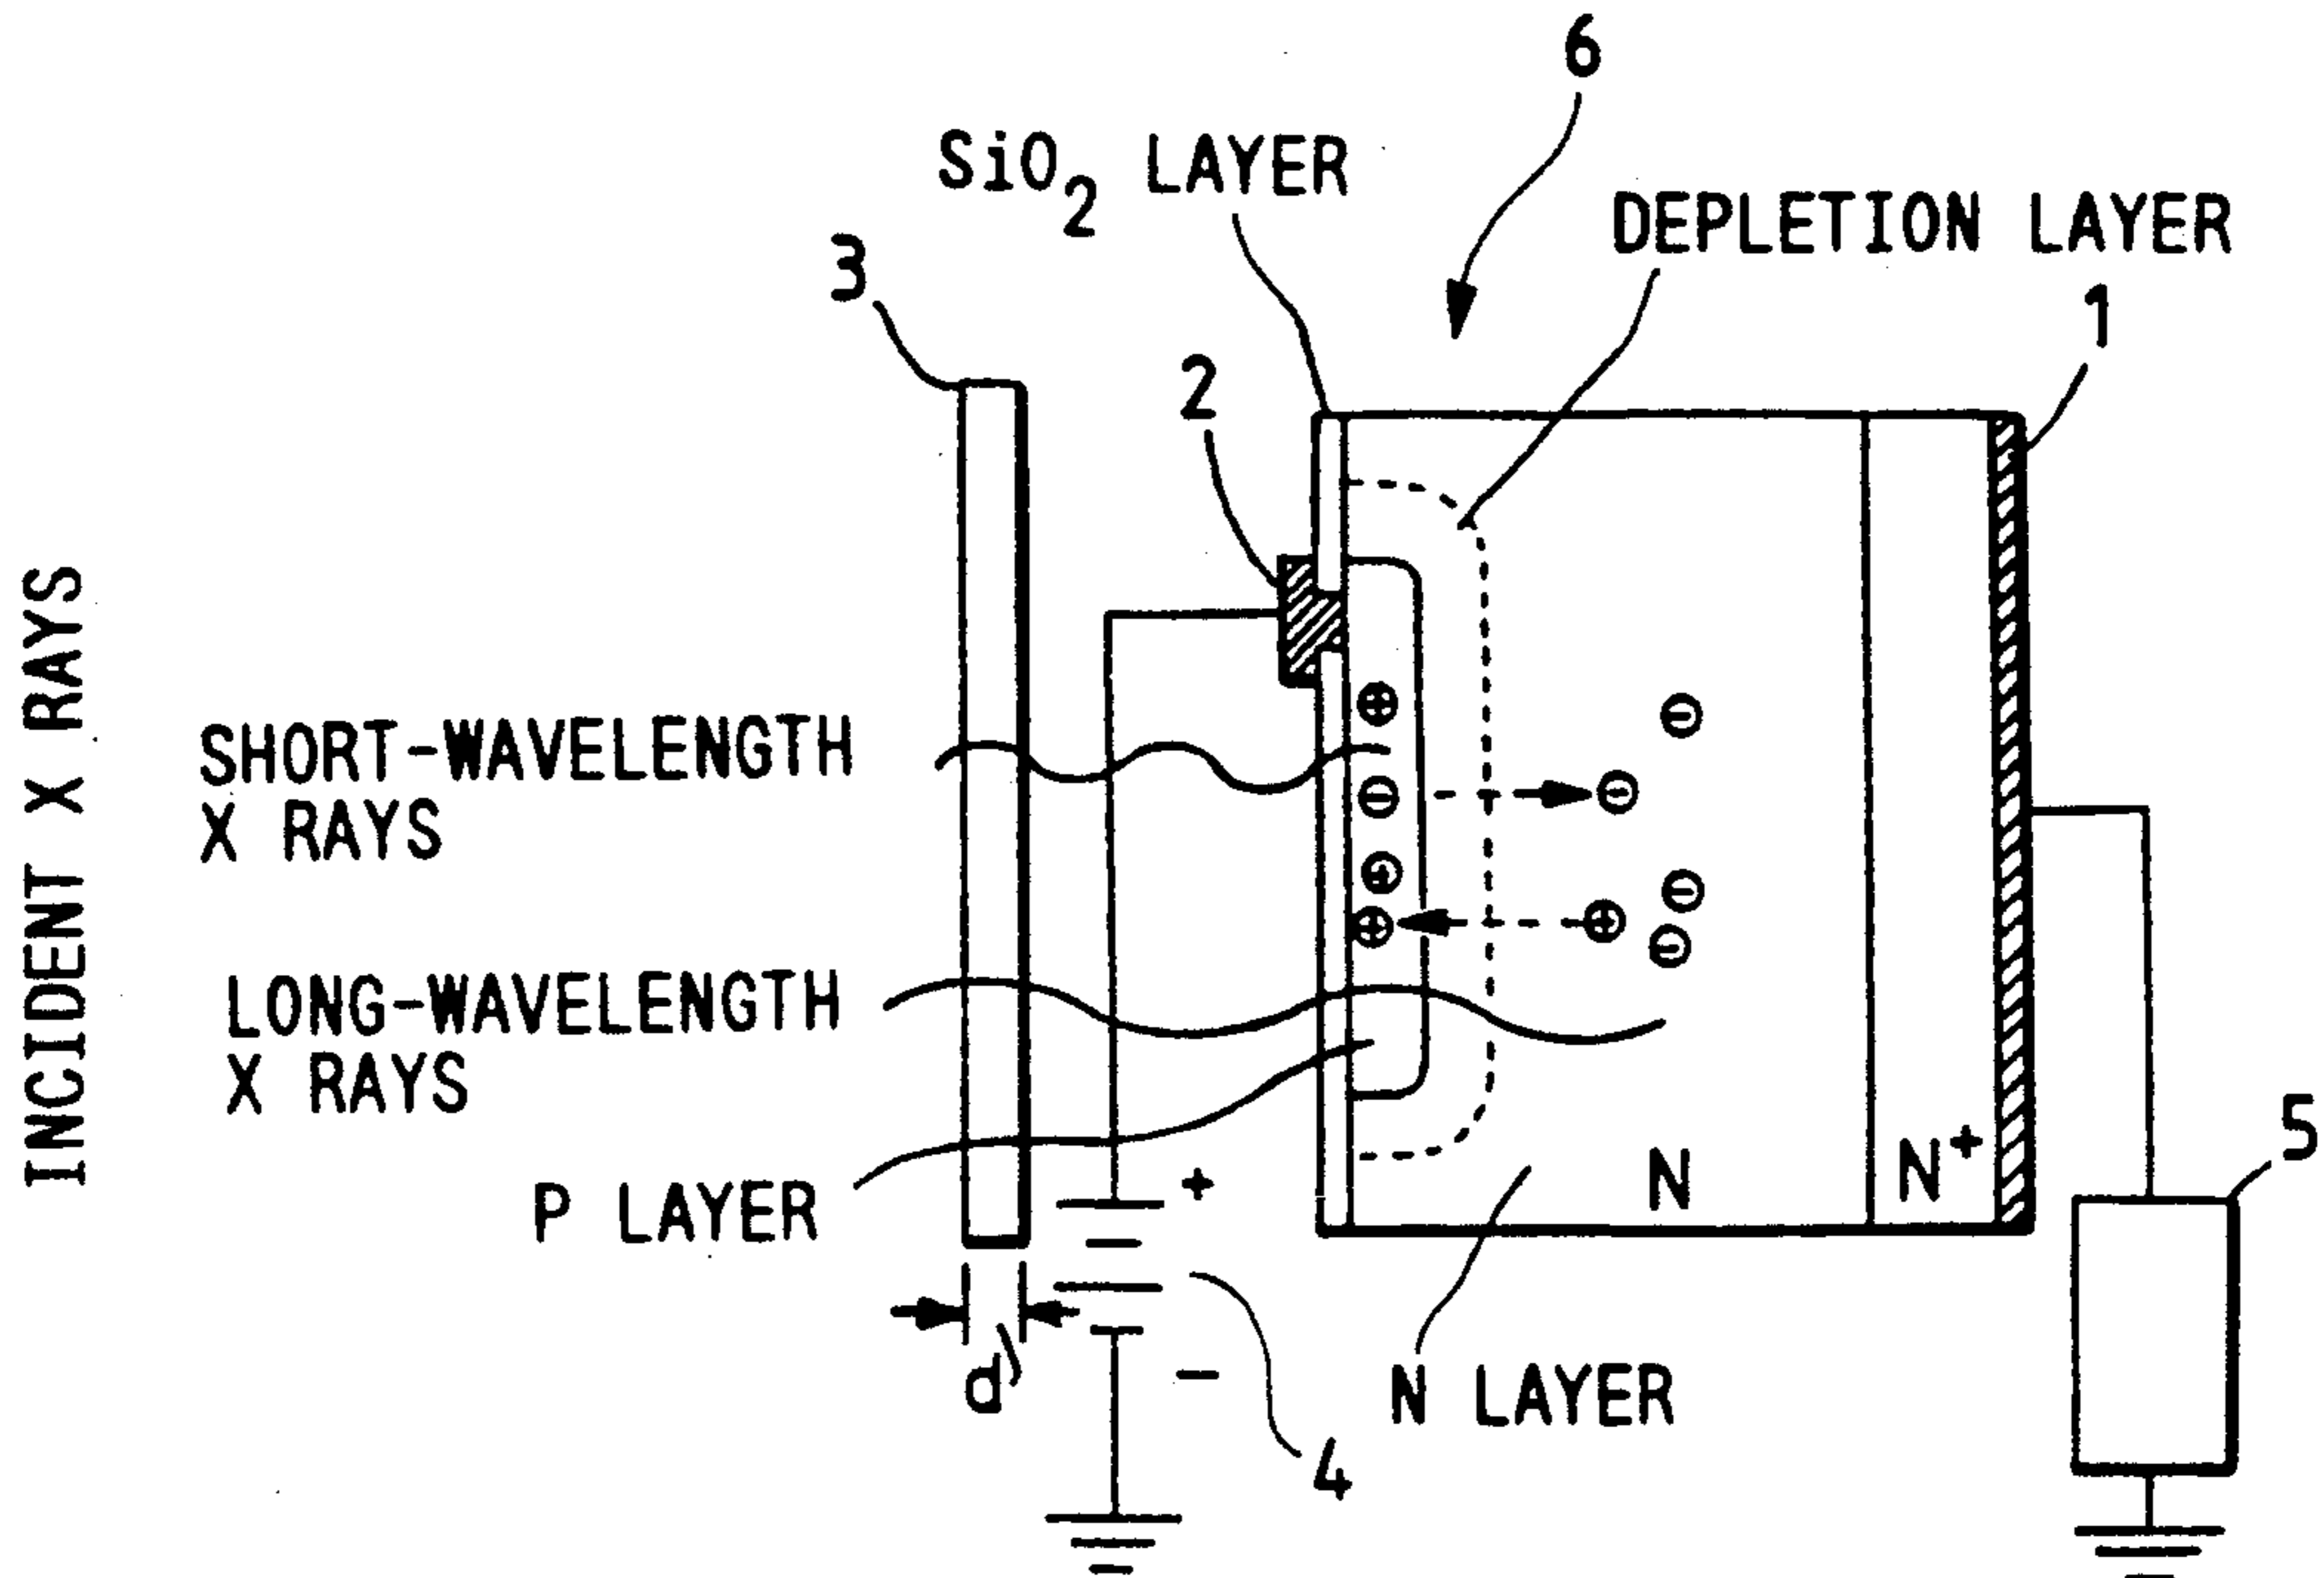 6
SiO2 LAYER
DEPLETION LAYER
3
1
2
INCIDENT X RAYS
SHORT-WAVELENGTH
X RAYS
LONG-WAVELENGTH
X RAYS
P LAYER
+
N
N+
5
d'
-
N LAYER
4